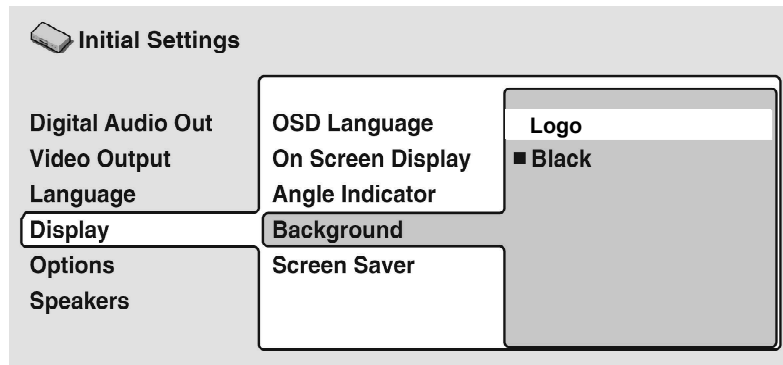 Initial Settings
Digital Audio Out
Video Output
Language
Display
Options
Speakers
OSD Language
On Screen Display
Angle Indicator
Background
Screen Saver
Logo
Black